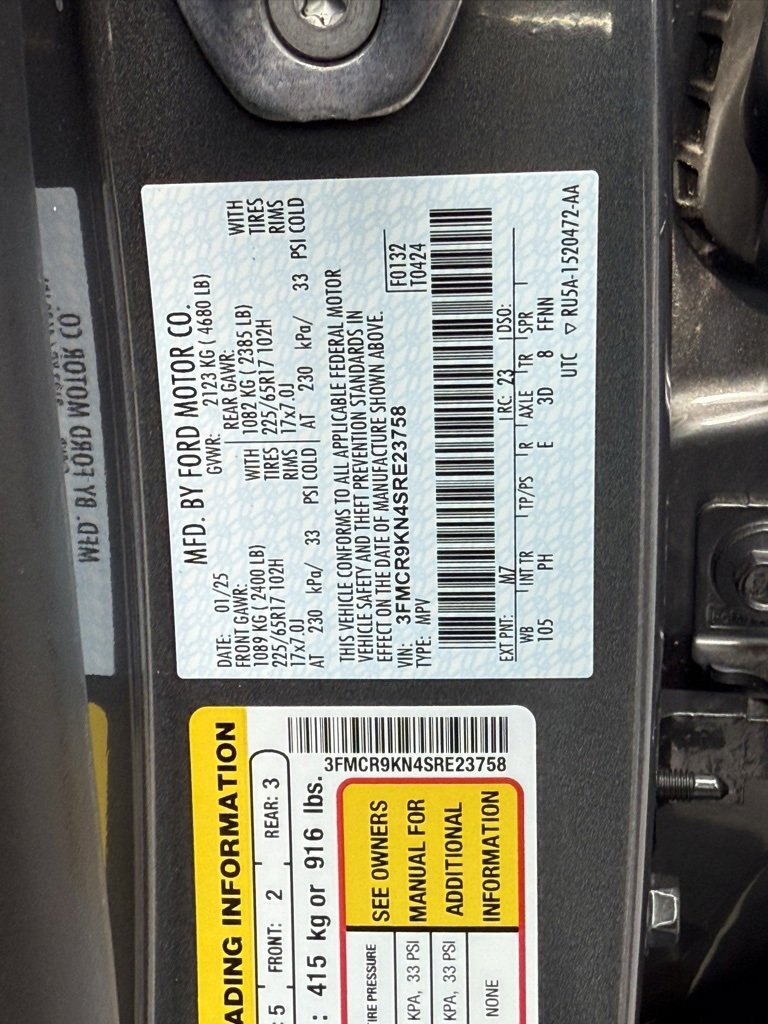 MFD. BY FORD MOTOR CO.
DATE: 01/25 GVWR: 2123 KG ( 4680 LB)
FRONT GAWR: REAR GAWR:
1089 KG ( 2400 LB) WITH 1082 KG ( 2385 LB) WITH
225/65R17 102H TIRES 225/65R17 102H TIRES
17x7.0J RIMS 17x7.0J RIMS
AT 230 kPa/ 33 PSI COLD AT 230 kPa/ 33 PSI COLD
THIS VEHICLE CONFORMS TO ALL APPLICABLE FEDERAL MOTOR
VEHICLE SAFETY AND THEFT PREVENTION STANDARDS IN
EFFECT ON THE DATE OF MANUFACTURE SHOWN ABOVE.
VIN: 3FMCR9KN4SRE23758 F0132
TYPE: MPV T0424
EXT PNT: M7 RC: 23 DSO:
WB INT TR TP/PS R AXLE TR SPR
105 PH E 3D 8 FFNN
UTC ▽ RU5A-1520472-AA
ADING INFORMATION
: 5 FRONT: 2 REAR: 3
: 415 kg or 916 lbs.
3FMCR9KN4SRE23758
TIRE PRESSURE
KPA, 33 PSI
KPA, 33 PSI
NONE
SEE OWNERS
MANUAL FOR
ADDITIONAL
INFORMATION
MFD. BY FORD MOTOR CO.